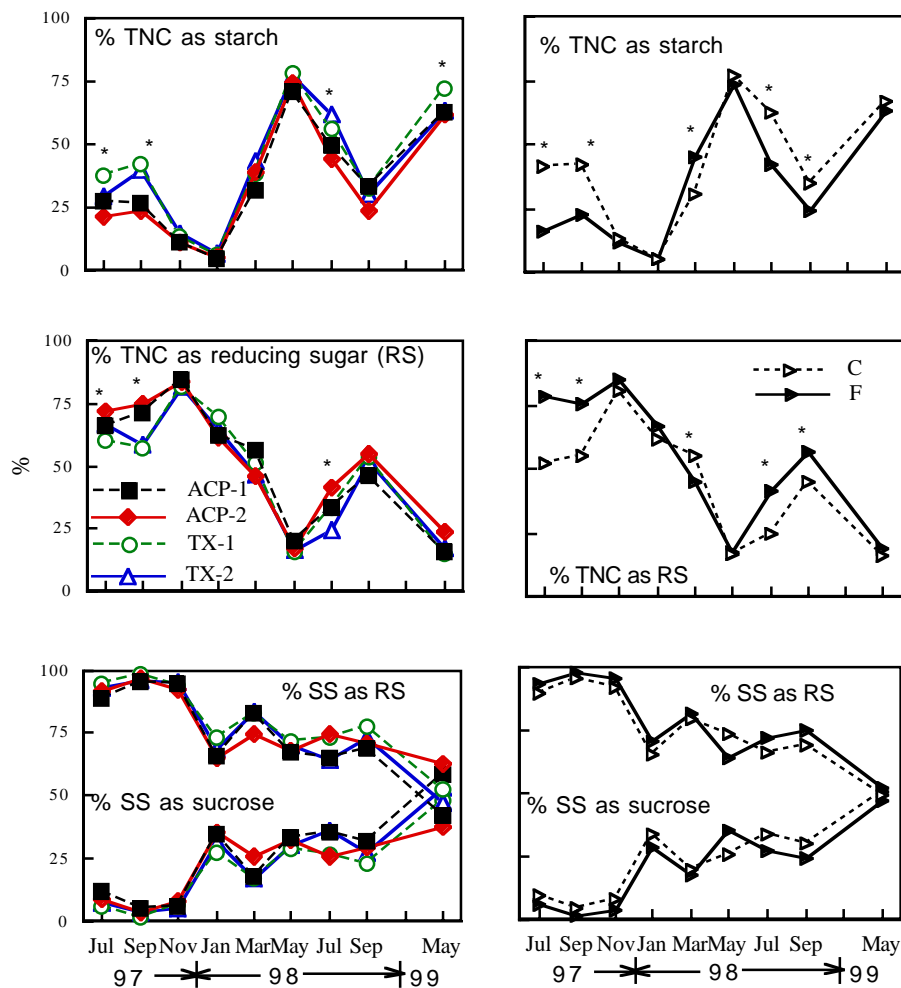 100
% TNC as starch
*
*
*
*
75
50
25
0
% TNC as starch
*
*
*
*
*
100
% TNC as reducing sugar (RS)
*
*
*
75
50
25
0
%
ACP-1
ACP-2
TX-1
TX-2
C
F
*
*
*
*
*
% TNC as RS
100
% SS as RS
75
50
% SS as sucrose
25
0
Jul Sep Nov Jan Mar May Jul Sep May
97 98 99
% SS as RS
% SS as sucrose
Jul Sep Nov Jan Mar May Jul Sep May
97 98 99